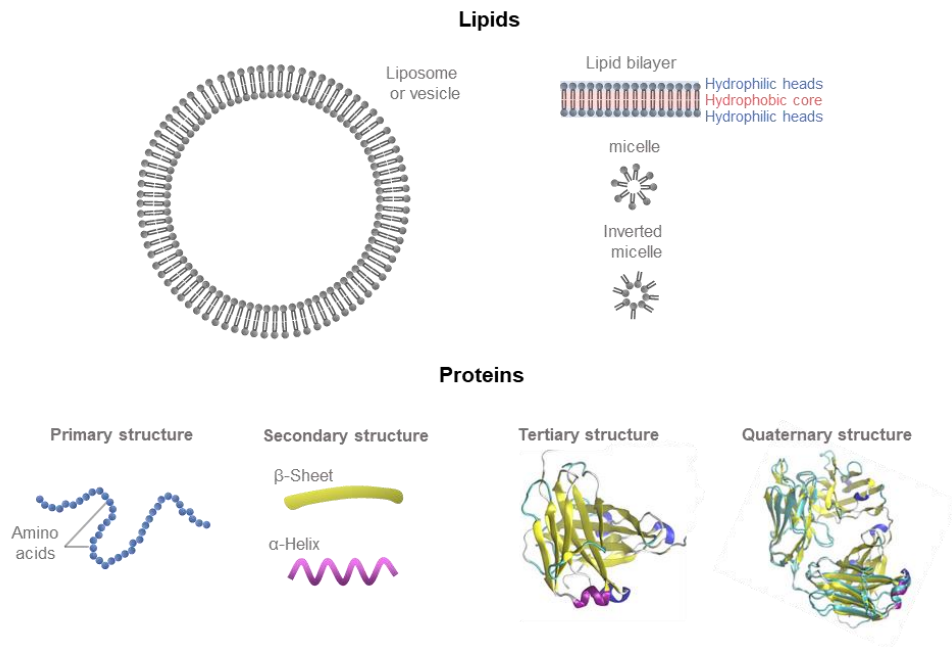 Lipids
Liposome
or vesicle
Lipid bilayer
Hydrophilic heads
Hydrophobic core
Hydrophilic heads
micelle
Inverted
micelle
Proteins
Primary structure
Amino
acids
Secondary structure
β-Sheet
α-Helix
Tertiary structure
Quaternary structure